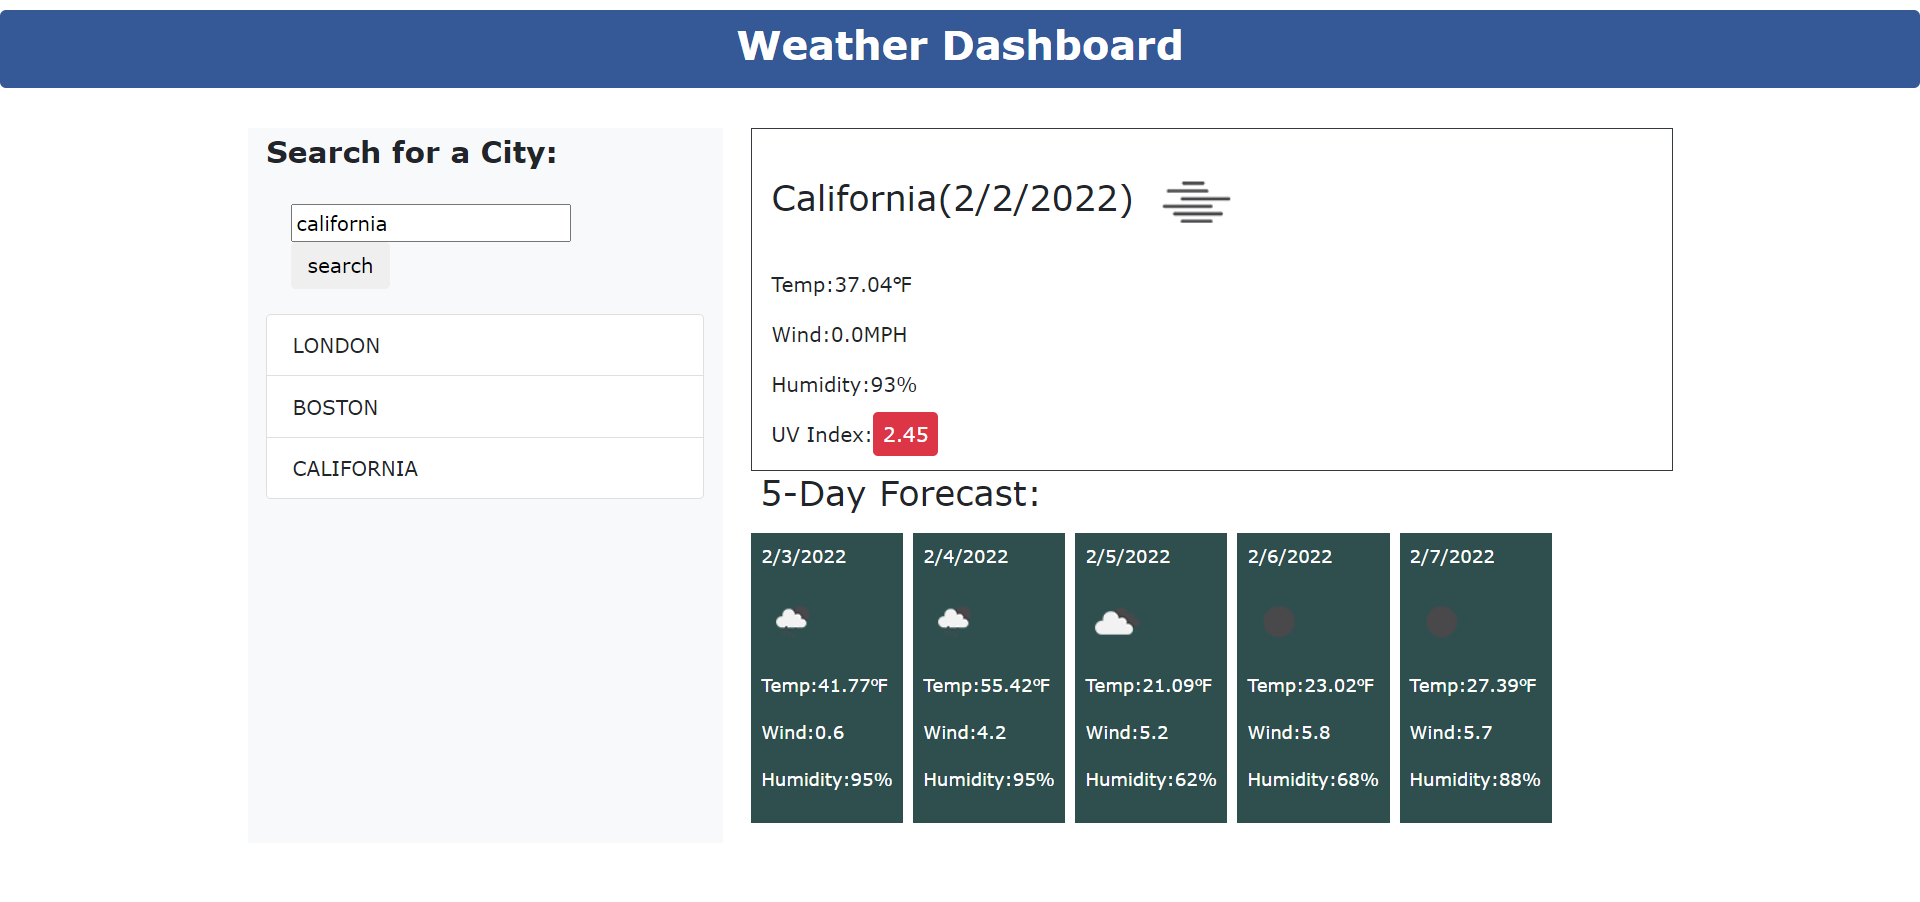 Weather Dashboard
Search for a City:
california
search
LONDON
BOSTON
CALIFORNIA
California(2/2/2022)
Temp:37.04℉
Wind:0.0MPH
Humidity:93%
UV Index: 2.45
5-Day Forecast:
2/3/2022
Temp:41.77℉
Wind:0.6
Humidity:95%
2/4/2022
Temp:55.42℉
Wind:4.2
Humidity:95%
2/5/2022
Temp:21.09℉
Wind:5.2
Humidity:62%
2/6/2022
Temp:23.02℉
Wind:5.8
Humidity:68%
2/7/2022
Temp:27.39℉
Wind:5.7
Humidity:88%